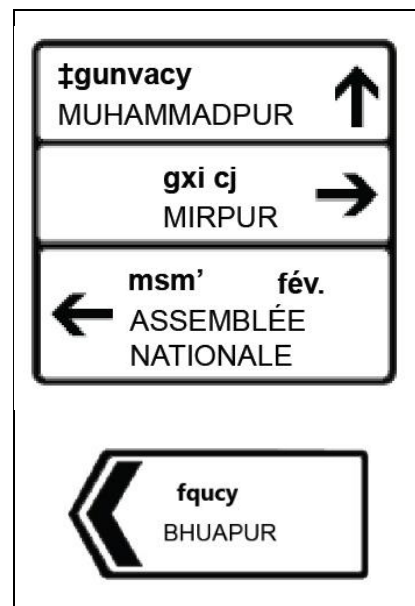 ‡gunvacy
MUHAMMADPUR
gxi cj
MIRPUR
msm’ fév.
ASSEMBLÉE
NATIONALE
fqucy
BHUAPUR